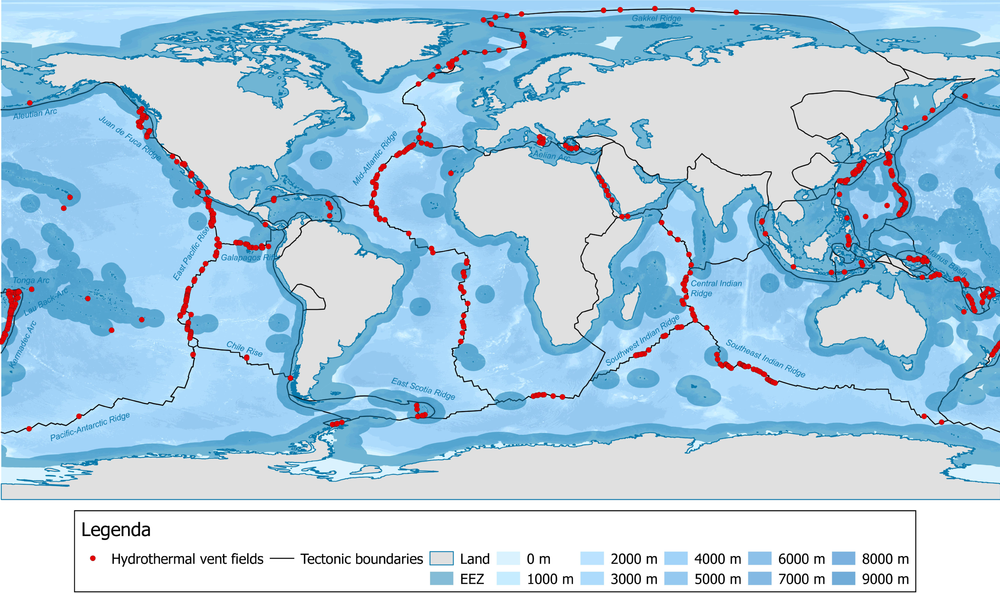 Gakkel Ridge
Aleutian Arc
Juan de Fuca Ridge
Mid-Atlantic Ridge
Aelian Arc
East Pacific Rise
Galapagos Rift
Manus Basin
Tonga Arc
Lau Back-Arc
Central Indian
Ridge
Kermadec Arc
Chile Rise
Southwest Indian Ridge
Southeast Indian Ridge
East Scotia Ridge
Pacific-Antarctic Ridge
Legenda
Hydrothermal vent fields
Tectonic boundaries
Land
0 m
2000 m
4000 m
6000 m
8000 m
EEZ
1000 m
3000 m
5000 m
7000 m
9000 m